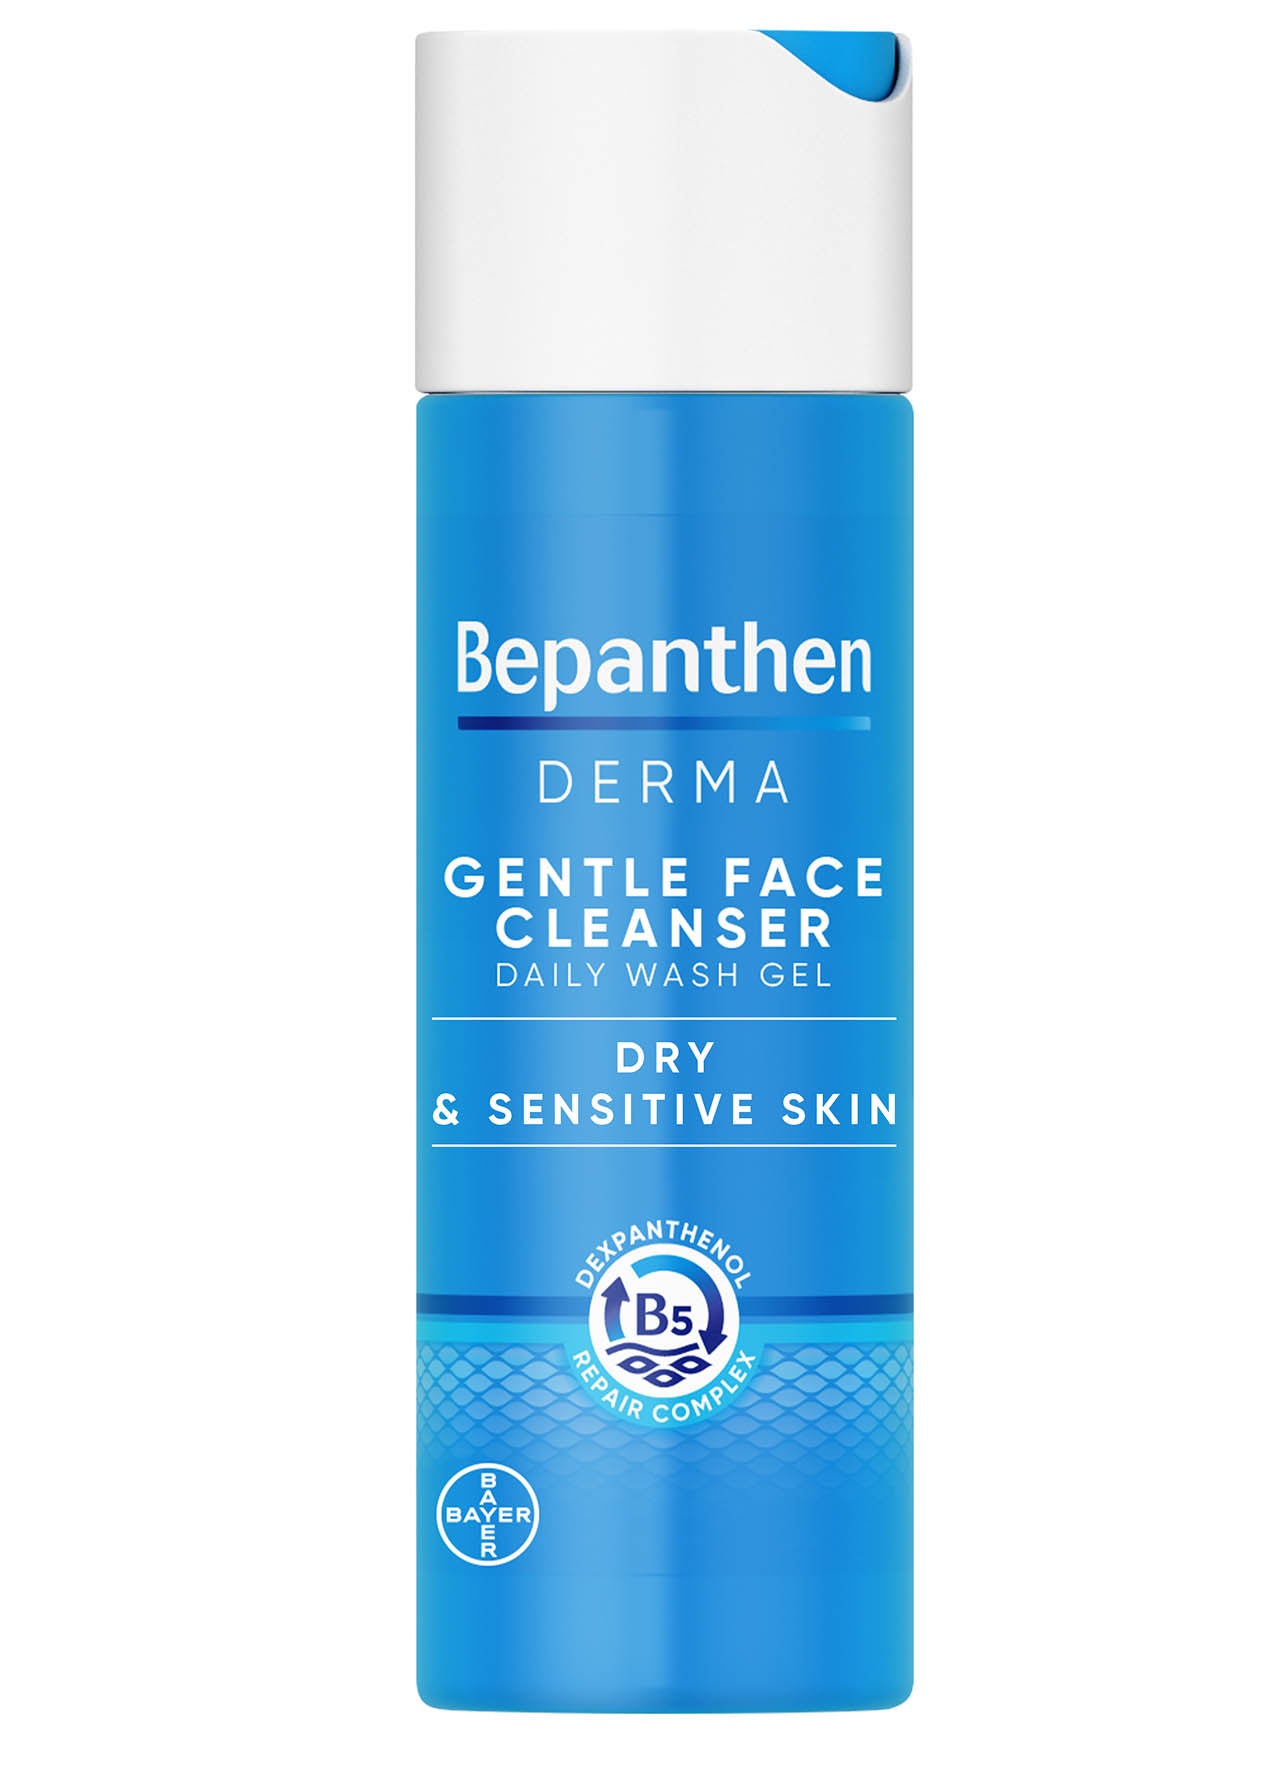 Bepanthen
DERMA
GENTLE FACE
CLEANSER
DAILY WASH GEL
DRY
& SENSITIVE SKIN
DEXPANTHENOL
B5
REPAIR COMPLEX
BAYER
BAYER